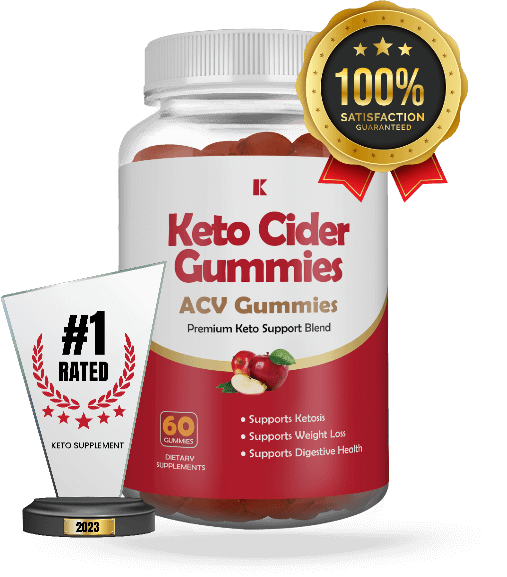 100%
SATISFACTION
GUARANTEED
K
Keto Cider
Gummies
ACV Gummies
Premium Keto Support Blend
60
GUMMIES
DIETARY
SUPPLEMENTS
• Supports Ketosis
• Supports Weight Loss
• Supports Digestive Health
#1
RATED
KETO SUPPLEMENT
2023